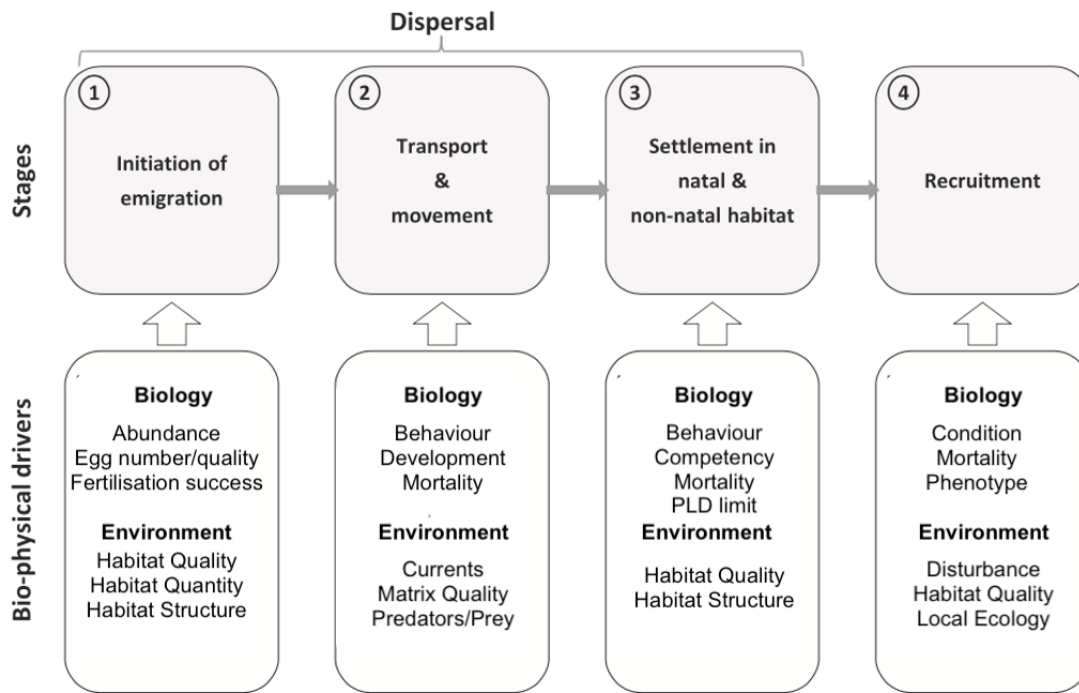 Dispersal
Stages
1
Initiation of
emigration
2
Transport
&
movement
3
Settlement in
natal &
non-natal habitat
4
Recruitment
Bio-physical drivers
Biology
Abundance
Egg number/quality
Fertilisation success
Environment
Habitat Quality
Habitat Quantity
Habitat Structure
Biology
Behaviour
Development
Mortality
Environment
Currents
Matrix Quality
Predators/Prey
Biology
Behaviour
Competency
Mortality
PLD limit
Environment
Habitat Quality
Habitat Structure
Biology
Condition
Mortality
Phenotype
Environment
Disturbance
Habitat Quality
Local Ecology